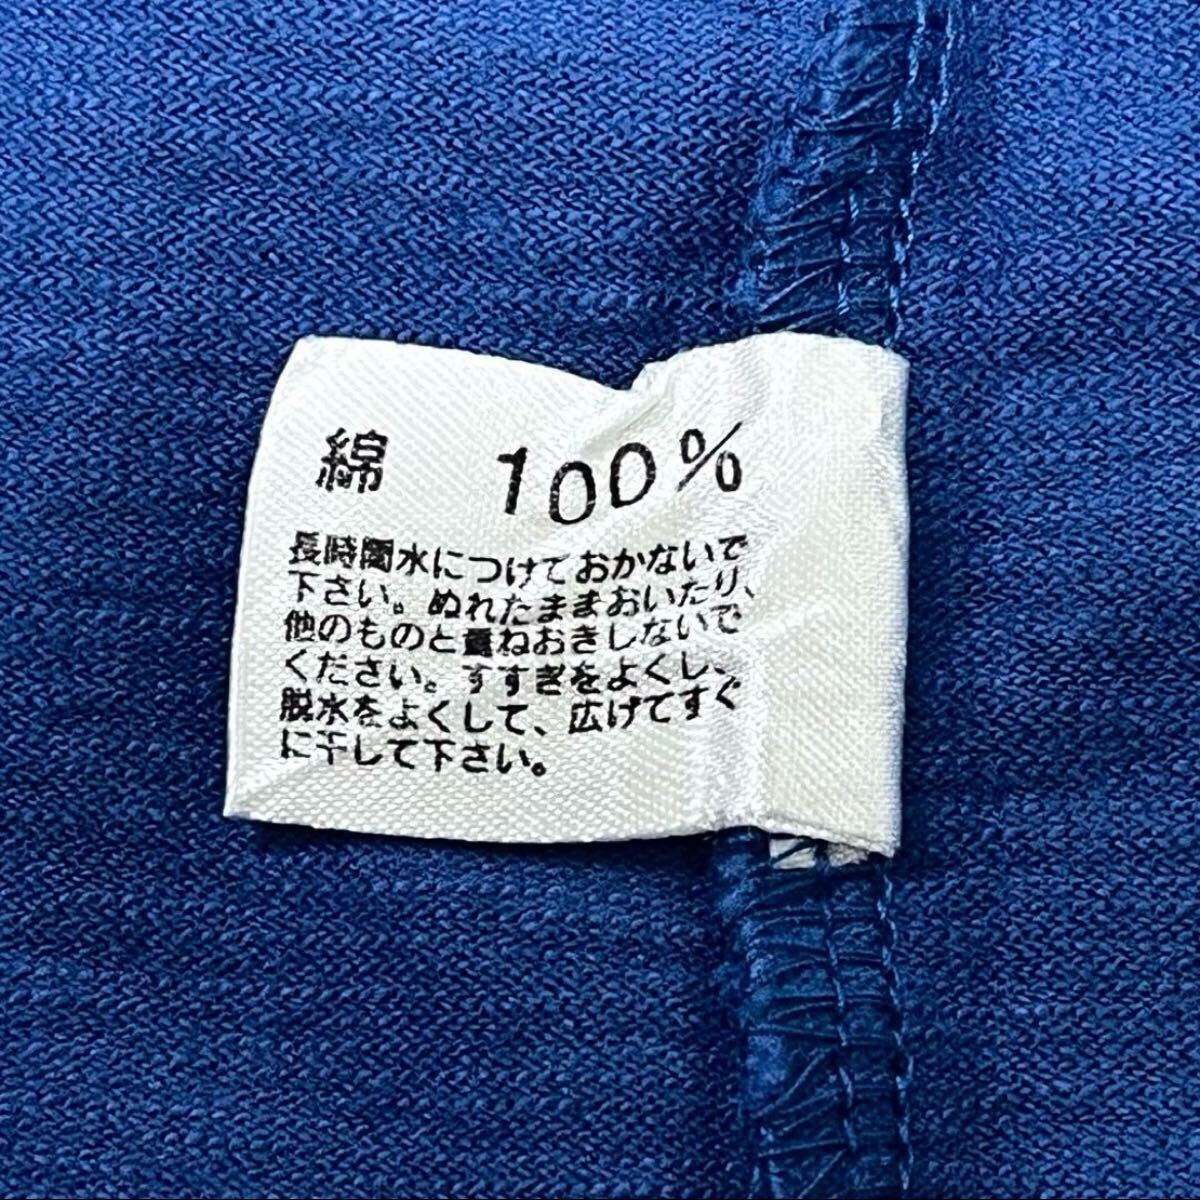 綿 100%
長時間水につけておかないで
下さい。ぬれたままおいたり、
他のものと重ねおきしないで
ください。すすぎをよくし、
脱水をよくして、広げてすぐ
に干して下さい。